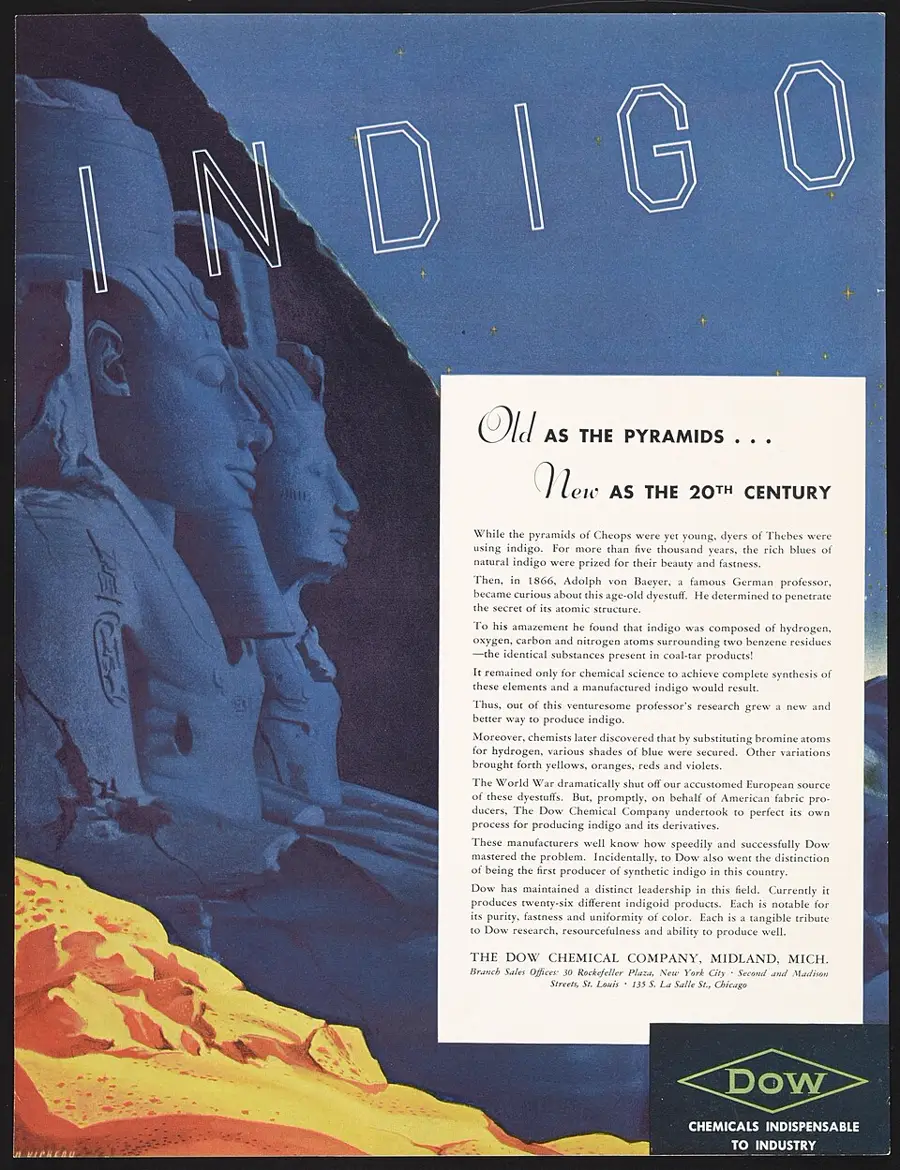 INDIGO
Old AS THE PYRAMIDS . . .
New AS THE 20TH CENTURY
While the pyramids of Cheops were yet young, dyers of Thebes were
using indigo. For more than five thousand years, the rich blues of
natural indigo were prized for their beauty and fastness.
Then, in 1866, Adolph von Baeyer, a famous German professor,
became curious about this age-old dyestuff. He determined to penetrate
the secret of its atomic structure.
To his amazement he found that indigo was composed of hydrogen,
oxygen, carbon and nitrogen atoms surrounding two benzene residues
—the identical substances present in coal-tar products!
It remained only for chemical science to achieve complete synthesis of
these elements and a manufactured indigo would result.
Thus, out of this venturesome professor's research grew a new and
better way to produce indigo.
Moreover, chemists later discovered that by substituting bromine atoms
for hydrogen, various shades of blue were secured. Other variations
brought forth yellows, oranges, reds and violets.
The World War dramatically shut off our accustomed European source
of these dyestuffs. But, promptly, on behalf of American fabric pro-
ducers, The Dow Chemical Company undertook to perfect its own
process for producing indigo and its derivatives.
These manufacturers well know how speedily and successfully Dow
mastered the problem. Incidentally, to Dow also went the distinction
of being the first producer of synthetic indigo in this country.
Dow has maintained a distinct leadership in this field. Currently it
produces twenty-six different indigoid products. Each is notable for
its purity, fastness and uniformity of color. Each is a tangible tribute
to Dow research, resourcefulness and ability to produce well.
THE DOW CHEMICAL COMPANY, MIDLAND, MICH.
Branch Sales Offices: 30 Rockefeller Plaza, New York City · Second and Madison
Streets, St. Louis · 135 S. La Salle St., Chicago
DOW
CHEMICALS INDISPENSABLE
TO INDUSTRY